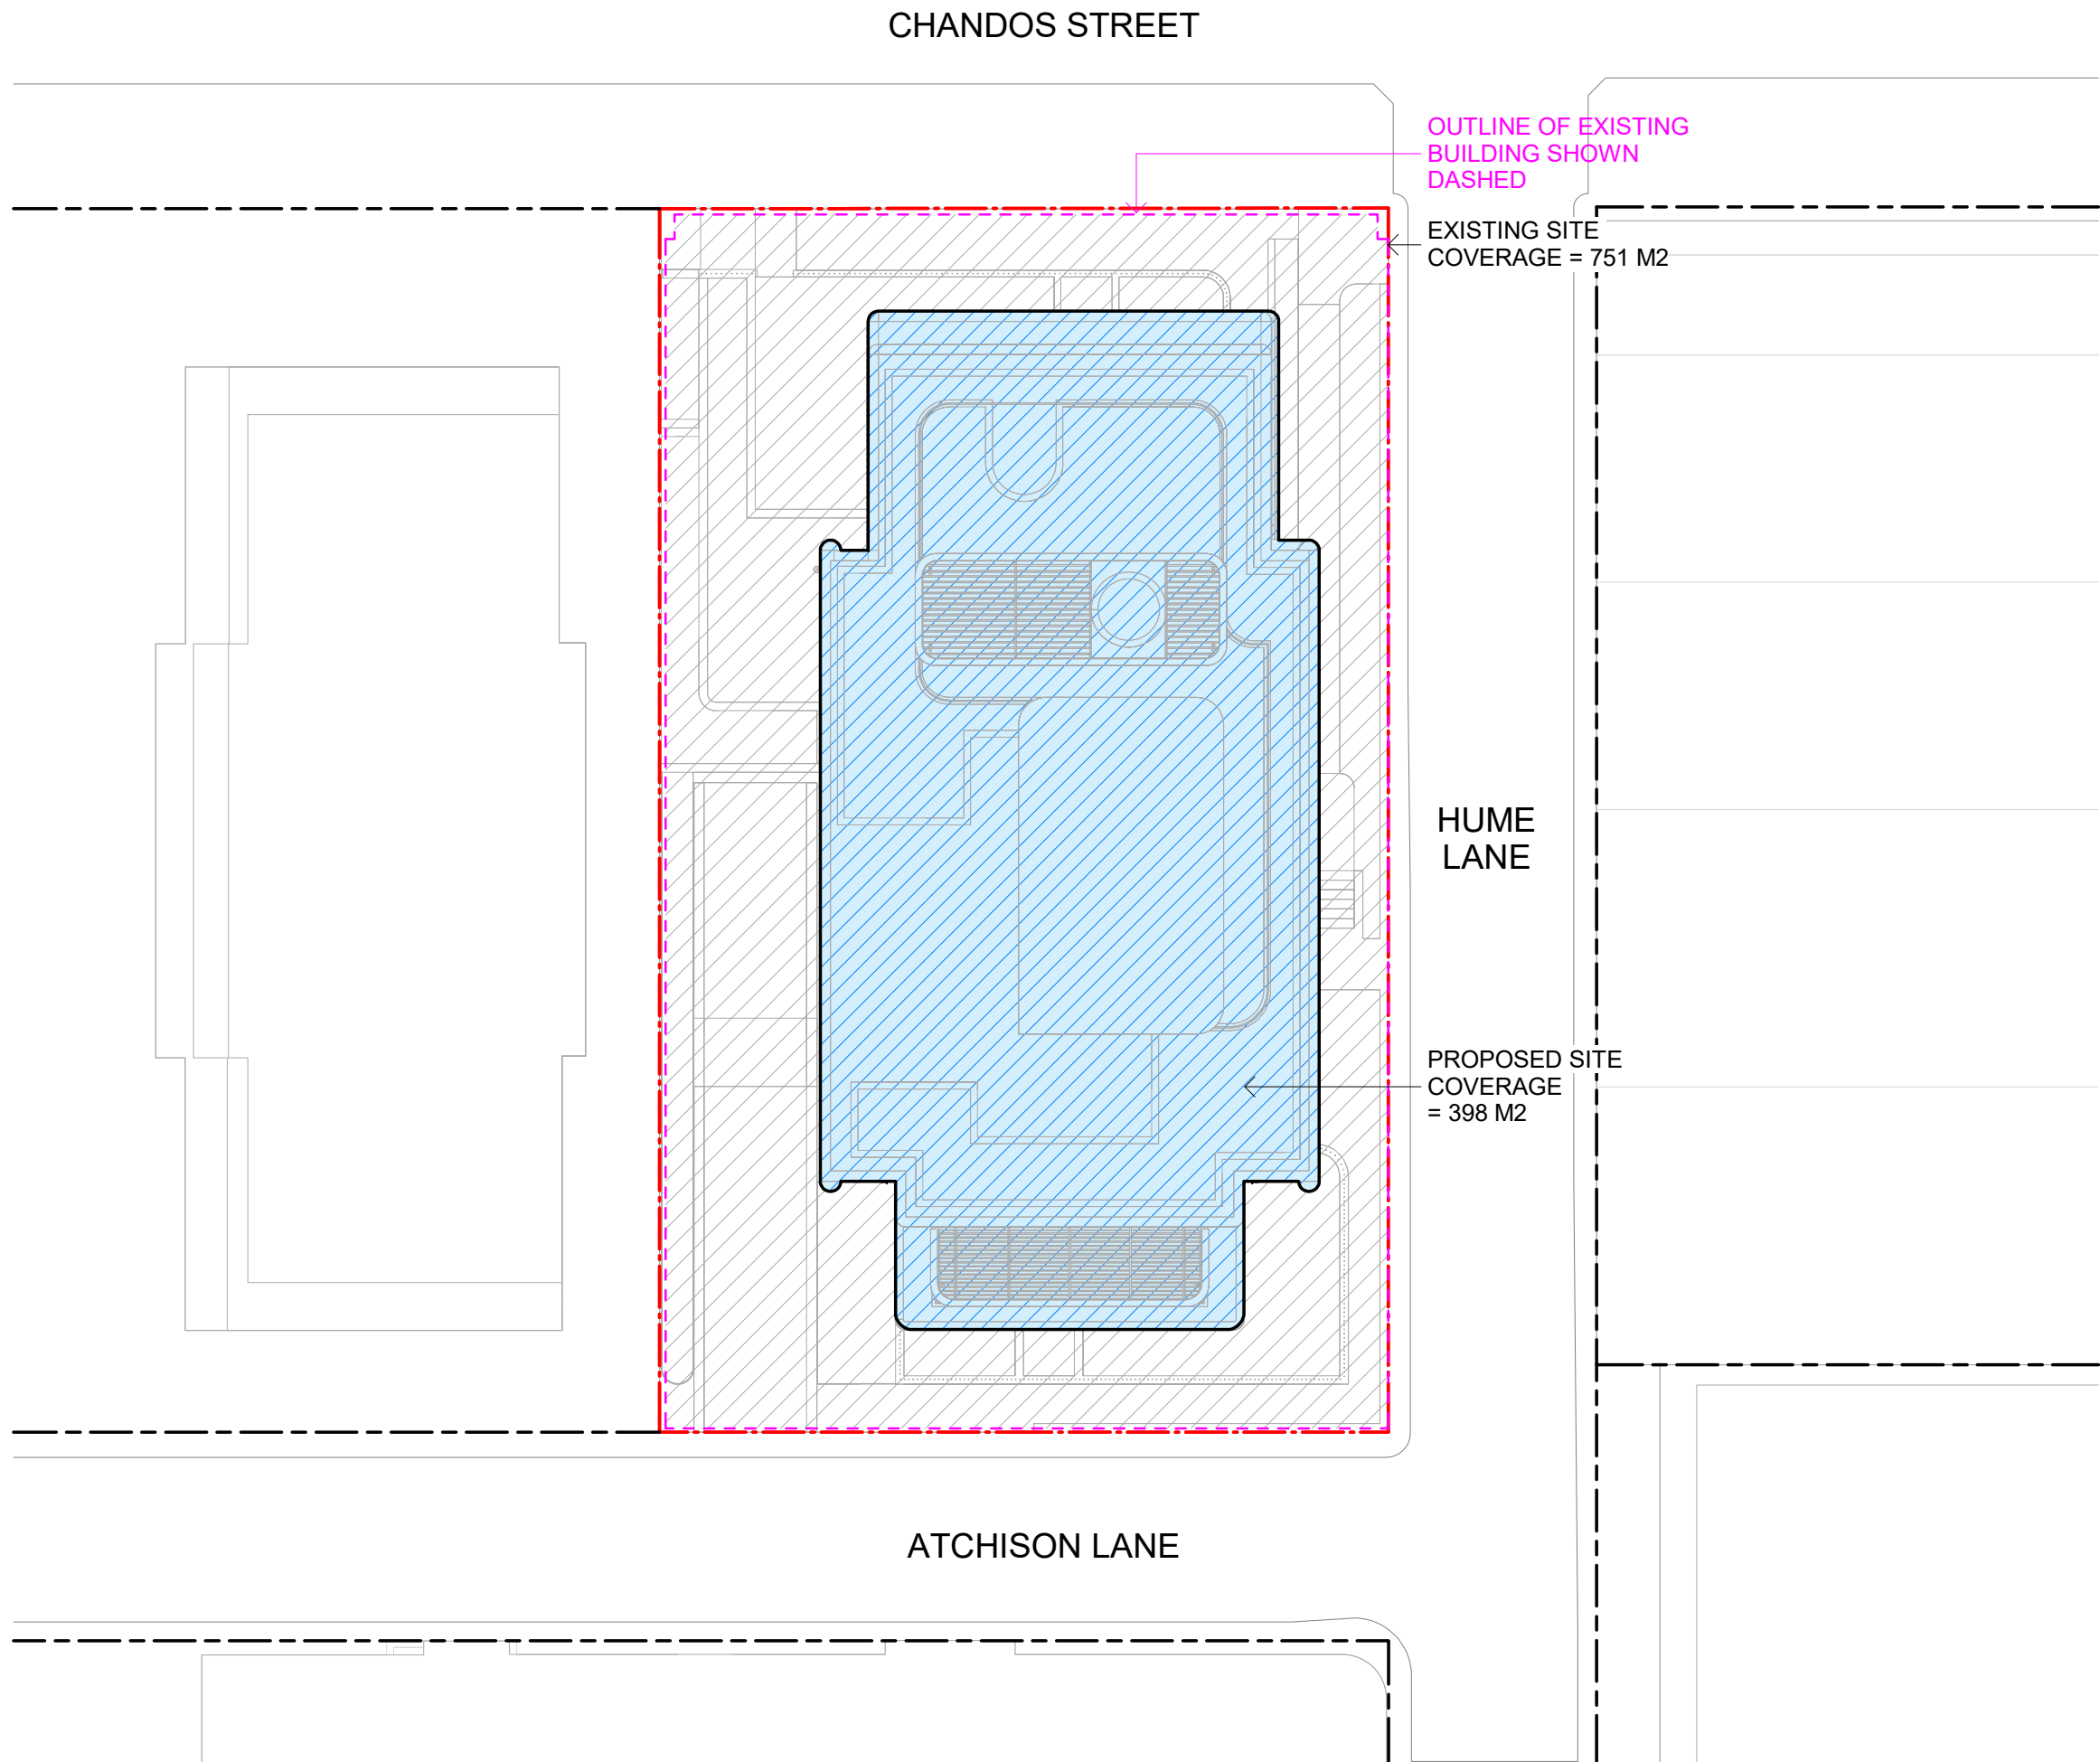 CHANDOS STREET
OUTLINE OF EXISTING
BUILDING SHOWN
DASHED
EXISTING SITE
COVERAGE = 751 M2
HUME
LANE
PROPOSED SITE
COVERAGE
= 398 M2
ATCHISON LANE